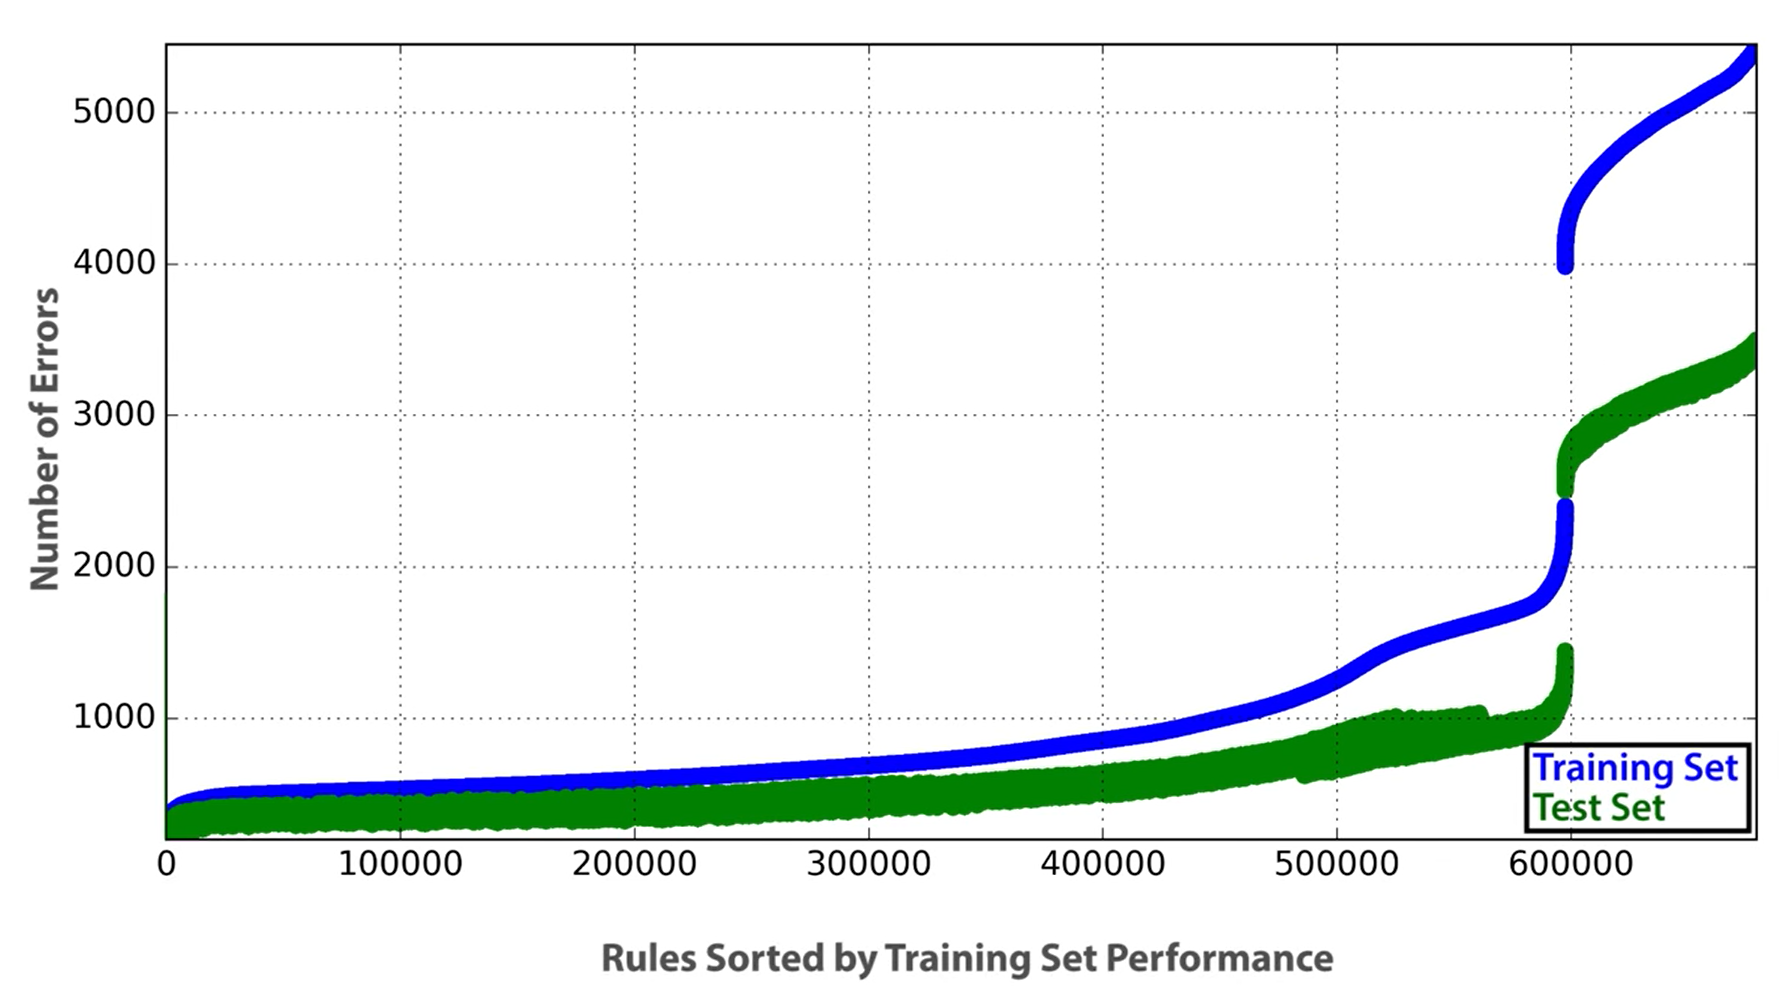 Number of Errors
5000
4000
3000
2000
1000
Training Set
Test Set
0 100000 200000 300000 400000 500000 600000
Rules Sorted by Training Set Performance